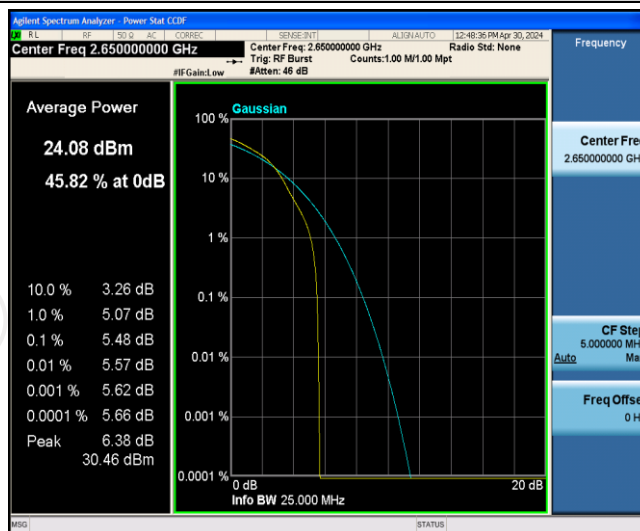 Agilent Spectrum Analyzer - Power Stat CCDF
RL RF 50 Ω AC CORREC SENSE:INT ALIGNAUTO 12:48:36 PM Apr 30, 2024
Center Freq 2.650000000 GHz
Center Freq: 2.650000000 GHz Radio Std: None
Trig: RF Burst Counts:1.00 M/1.00 Mpt
#IFGain:Low #Atten: 46 dB
Frequency
Average Power
24.08 dBm
45.82 % at 0dB
10.0 % 3.26 dB
1.0 % 5.07 dB
0.1 % 5.48 dB
0.01 % 5.57 dB
0.001 % 5.62 dB
0.0001 % 5.66 dB
Peak 6.38 dB
30.46 dBm
Gaussian
100 %
10 %
1 %
0.1 %
0.01 %
0.001 %
0.0001 %
0 dB 20 dB
Info BW 25.000 MHz
Center Fre
2.650000000 GH
CF Step
5.000000 MH
Auto Ma
Freq Offse
0 H
MSG STATUS